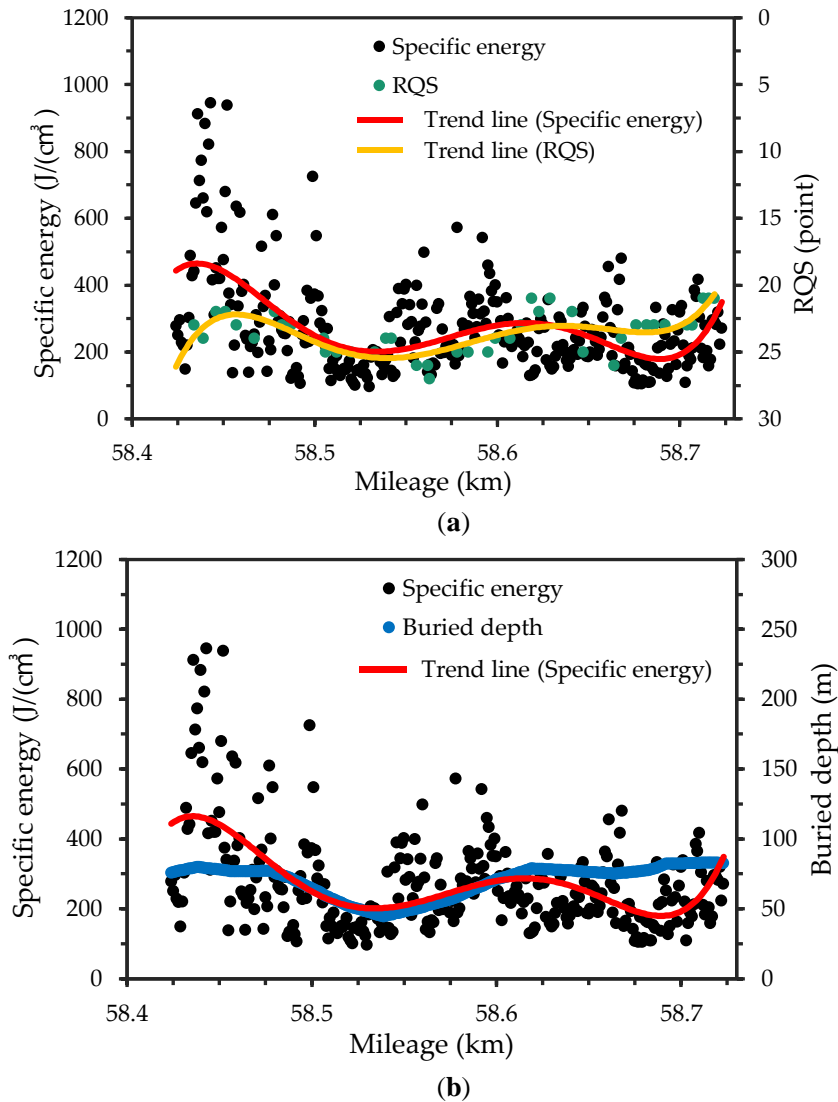 1200
1000
800
600
400
200
0
Specific energy (J/(cm³)
Specific energy
RQS
Trend line (Specific energy)
Trend line (RQS)
0
5
10
15
20
25
30
RQS (point)
58.4
58.5
58.6
58.7
Mileage (km)
(a)
1200
1000
800
600
400
200
0
Specific energy (J/(cm³)
Specific energy
Buried depth
Trend line (Specific energy)
300
250
200
150
100
50
0
Buried depth (m)
58.4
58.5
58.6
58.7
Mileage (km)
(b)